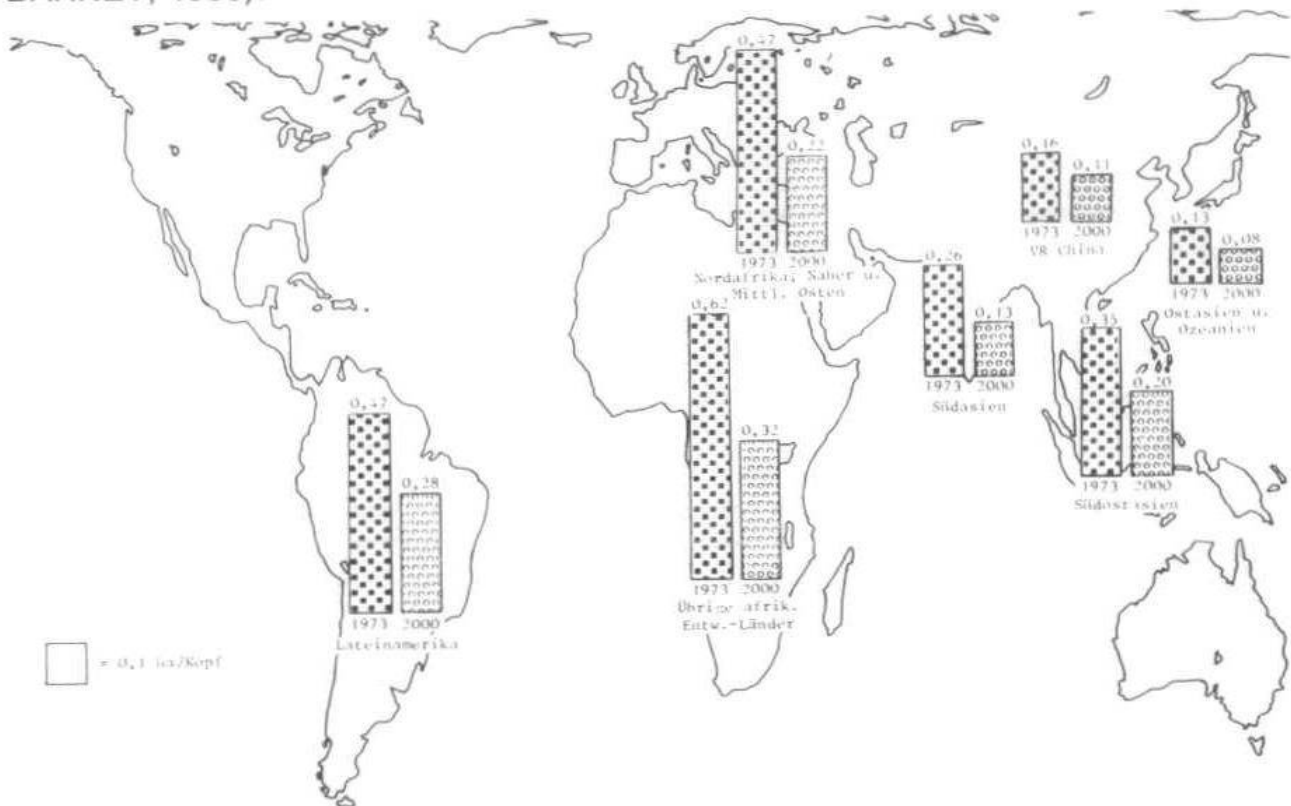 0,47
0,22
1973 2000
Nordafrika, Naher u.
Mittl. Osten
0,16
0,11
1973 2000
VR China
0,13
0,08
1973 2000
Ostasien u.
Ozeanien
0,26
0,13
1973 2000
Südasien
0,35
0,20
1973 2000
Südostasien
0,62
0,32
1973 2000
Übrige afrik.
Entw.-Länder
0,47
0,28
1973 2000
Lateinamerika
= 0,1 ha/Kopf